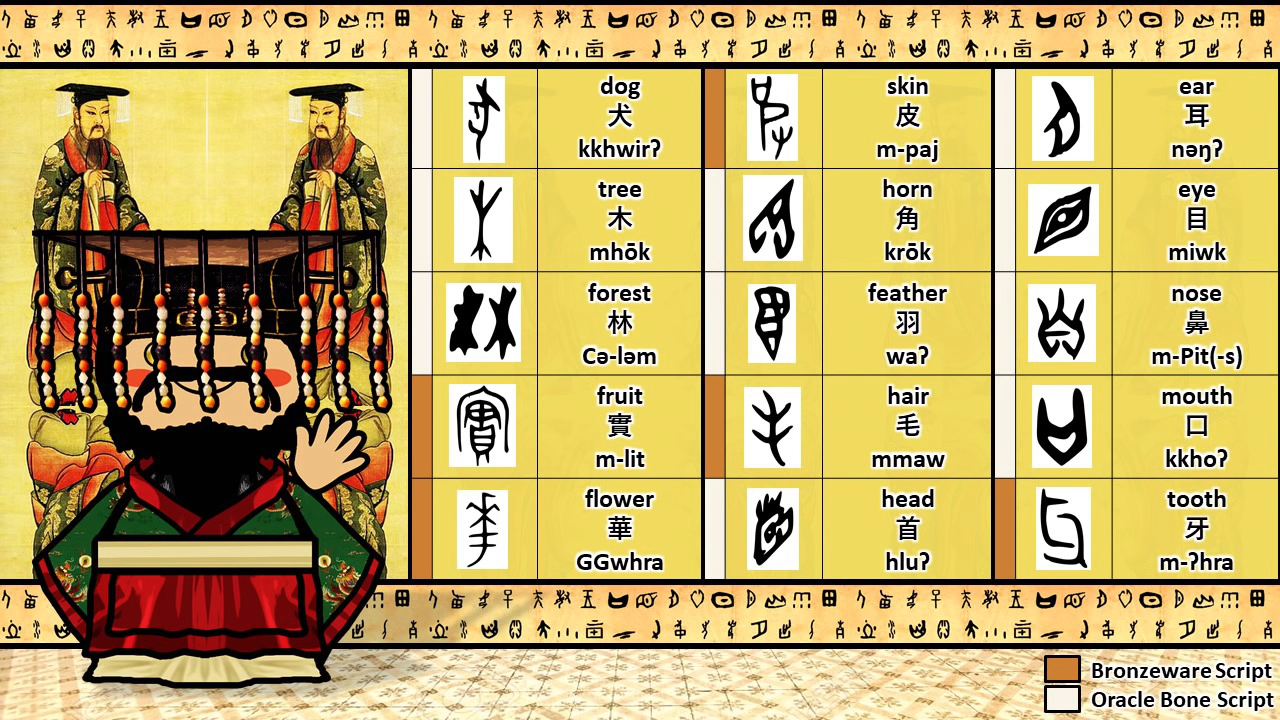 dog
犬
kkhwirʔ
skin
皮
m-paj
ear
耳
nəŋʔ
tree
木
mhōk
horn
角
krōk
eye
目
miwk
forest
林
Cə-ləm
feather
羽
waʔ
nose
鼻
m-Pit(-s)
fruit
實
m-lit
hair
毛
mmaw
mouth
口
kkhoʔ
flower
華
GGwhra
head
首
hluʔ
tooth
牙
m-ʔhra
Bronzeware Script
Oracle Bone Script